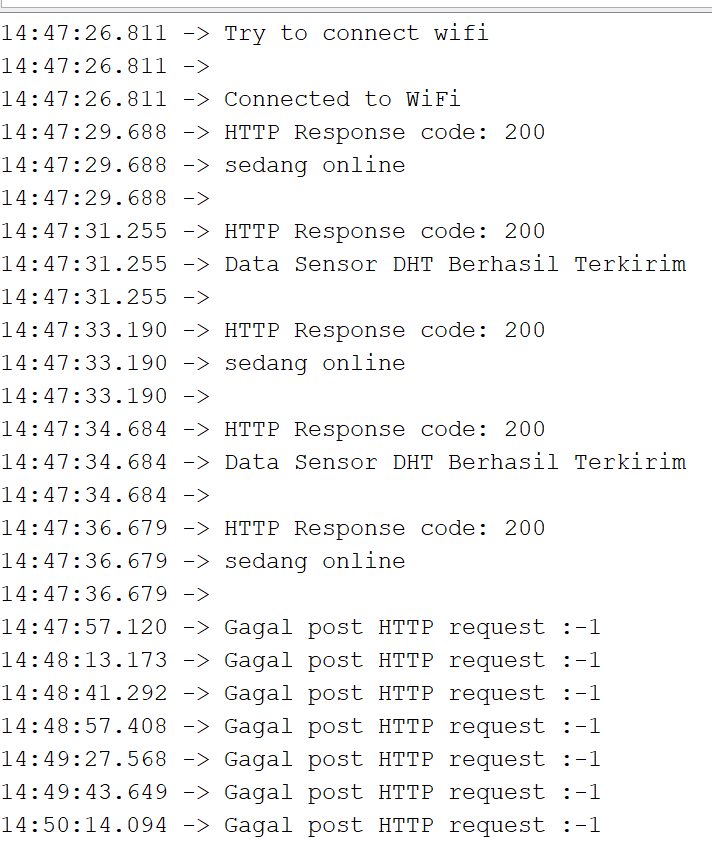 14:47:26.811 -> Try to connect wifi
14:47:26.811 ->
14:47:26.811 -> Connected to WiFi
14:47:29.688 -> HTTP Response code: 200
14:47:29.688 -> sedang online
14:47:29.688 ->
14:47:31.255 -> HTTP Response code: 200
14:47:31.255 -> Data Sensor DHT Berhasil Terkirim
14:47:31.255 ->
14:47:33.190 -> HTTP Response code: 200
14:47:33.190 -> sedang online
14:47:33.190 ->
14:47:34.684 -> HTTP Response code: 200
14:47:34.684 -> Data Sensor DHT Berhasil Terkirim
14:47:34.684 ->
14:47:36.679 -> HTTP Response code: 200
14:47:36.679 -> sedang online
14:47:36.679 ->
14:47:57.120 -> Gagal post HTTP request :-1
14:48:13.173 -> Gagal post HTTP request :-1
14:48:41.292 -> Gagal post HTTP request :-1
14:48:57.408 -> Gagal post HTTP request :-1
14:49:27.568 -> Gagal post HTTP request :-1
14:49:43.649 -> Gagal post HTTP request :-1
14:50:14.094 -> Gagal post HTTP request :-1